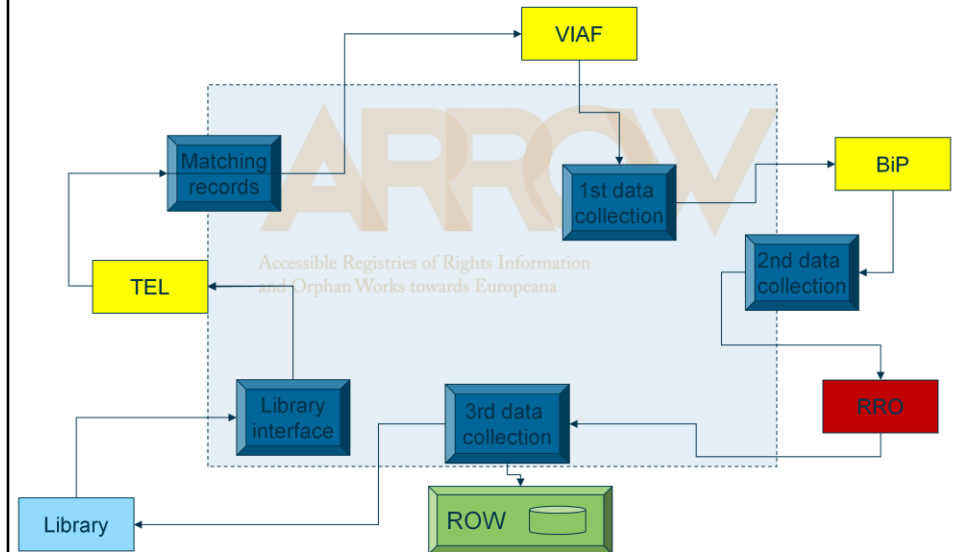 VIAF
ARROW
Matching
records
1st data
collection
BiP
Accessible Registries of Rights Information
and Orphan Works towards Europeana
2nd data
collection
TEL
Library
interface
3rd data
collection
RRO
Library
ROW